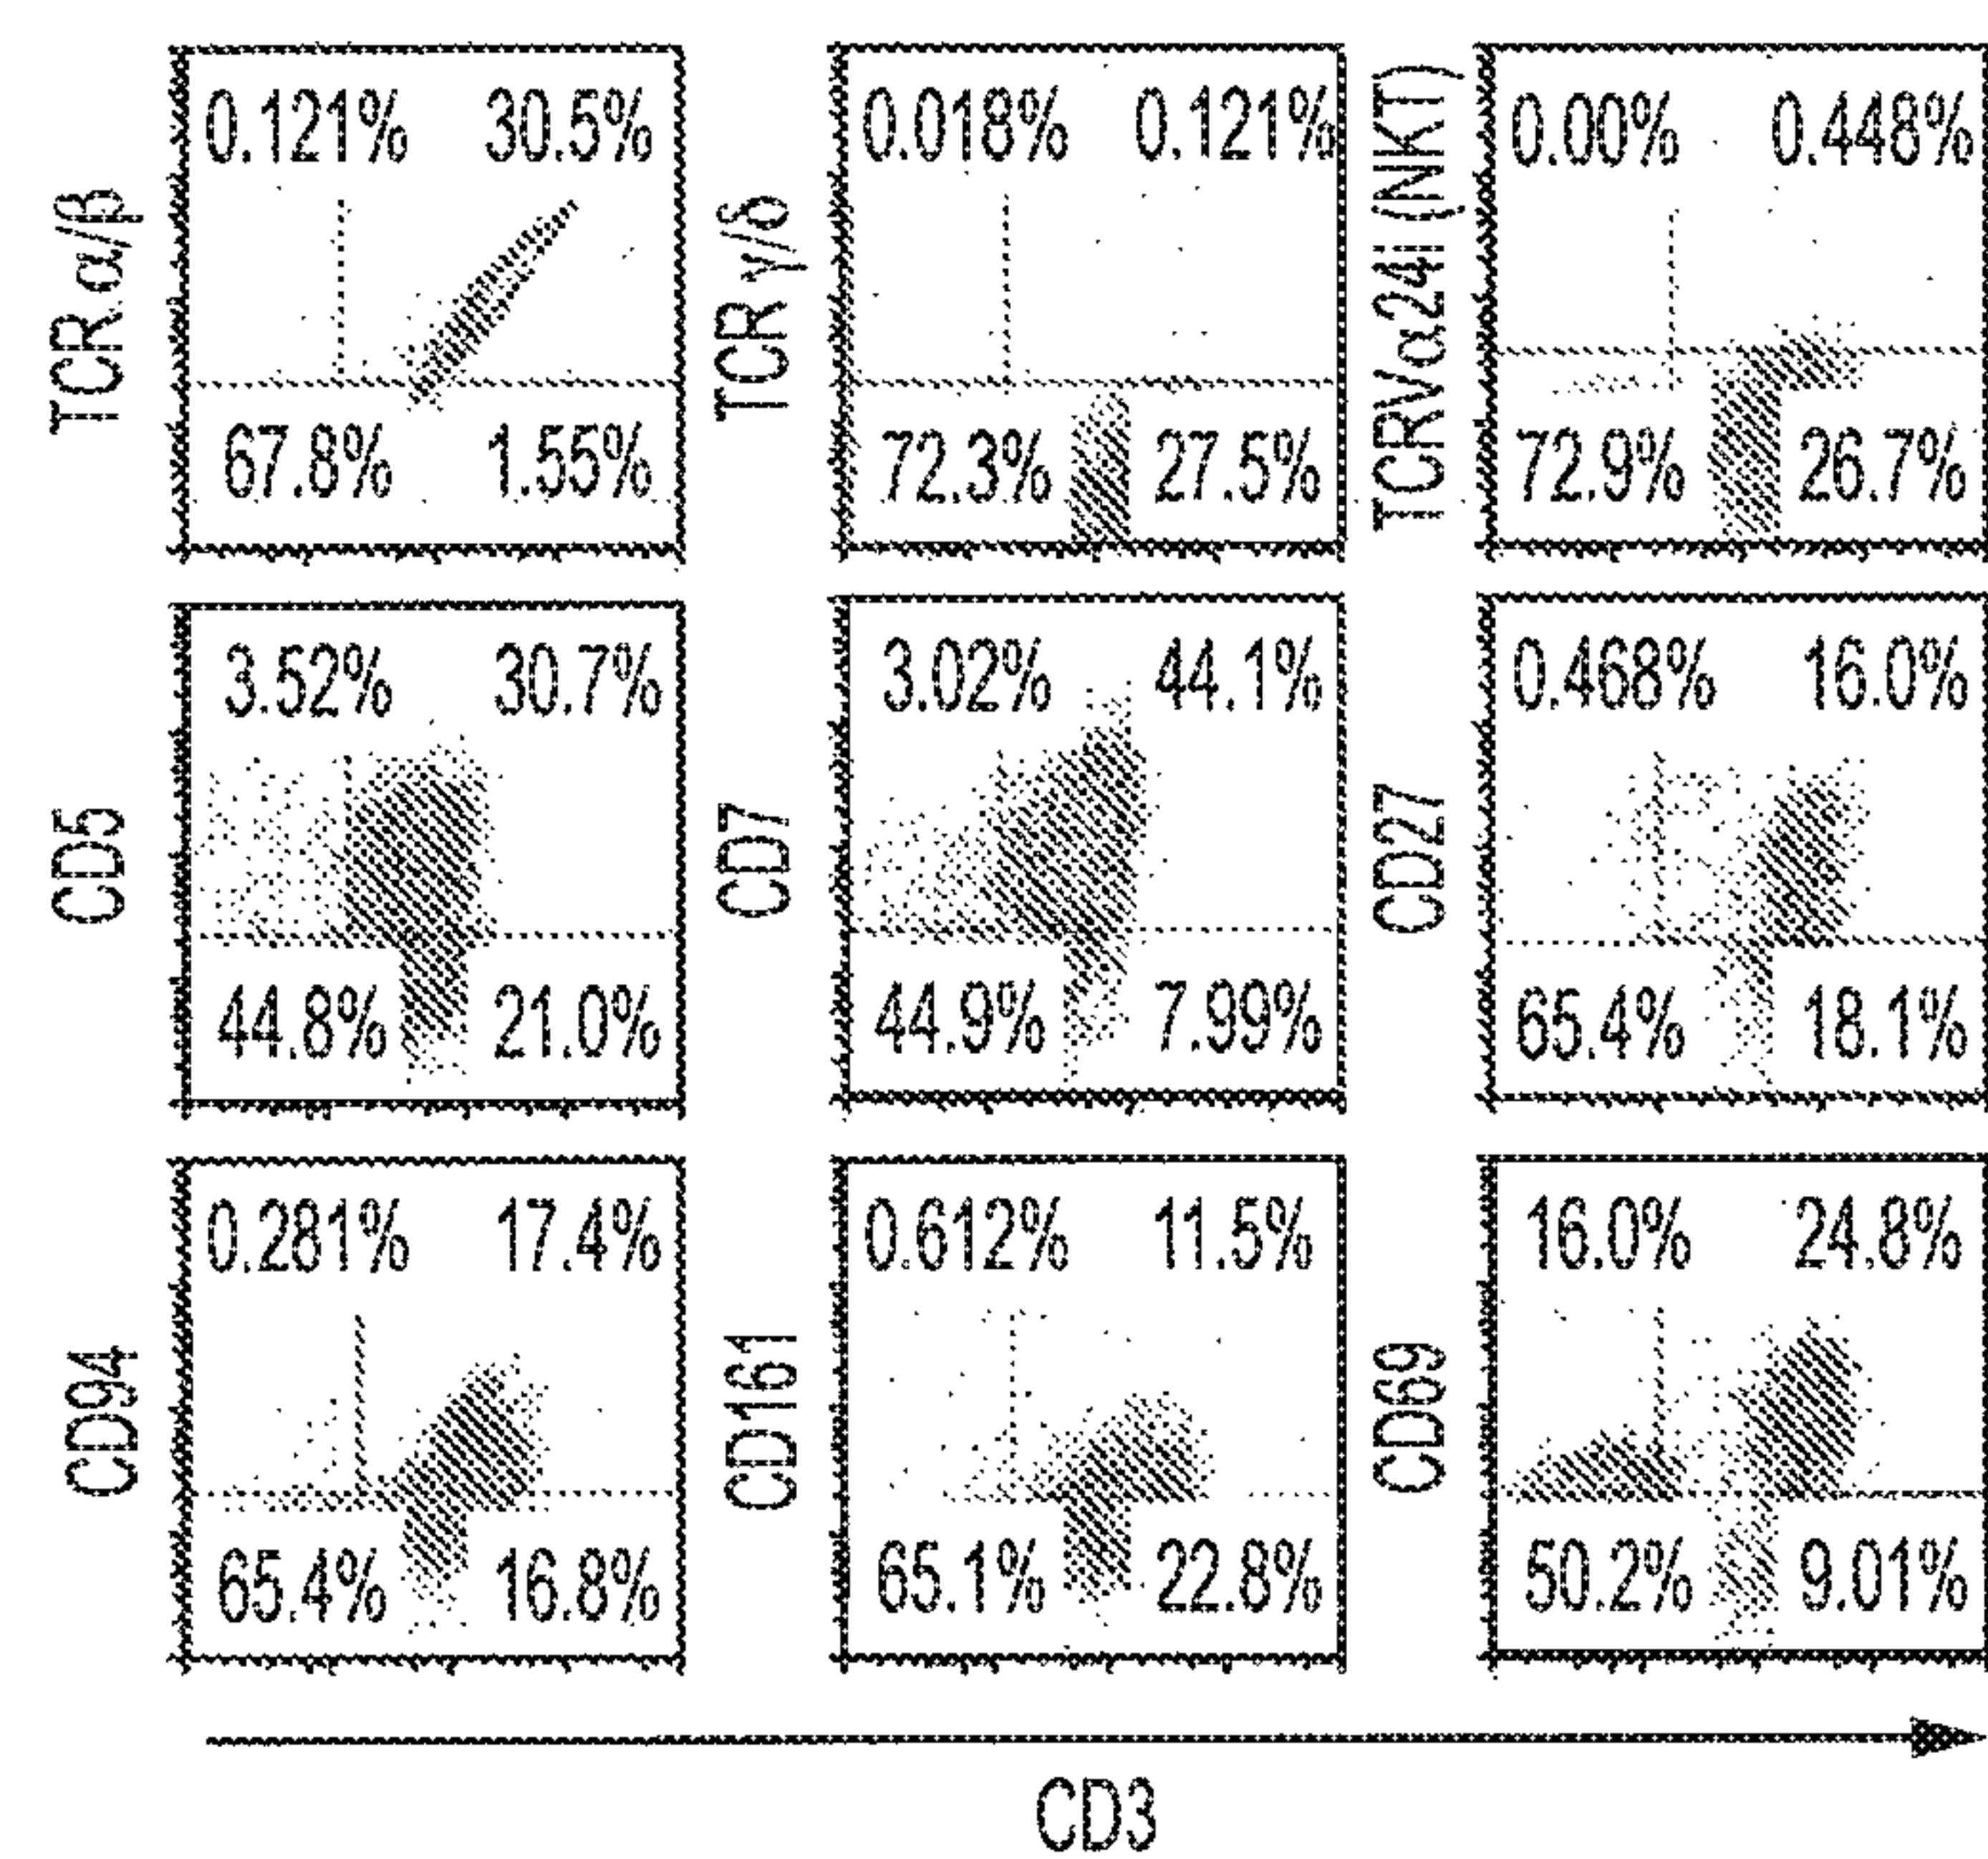 TCR α/β
0.121% 30.5%
67.8% 1.55%
TCR γ/δ
0.018% 0.121%
72.3% 27.5%
TCRVα24i (NKT)
0.00% 0.448%
72.9% 26.7%
CD5
3.52% 30.7%
44.8% 21.0%
CD7
3.02% 44.1%
44.9% 7.99%
CD27
0.468% 16.0%
65.4% 18.1%
CD94
0.281% 17.4%
65.4% 16.8%
CD161
0.612% 11.5%
65.1% 22.8%
CD69
16.0% 24.8%
50.2% 9.01%
CD3